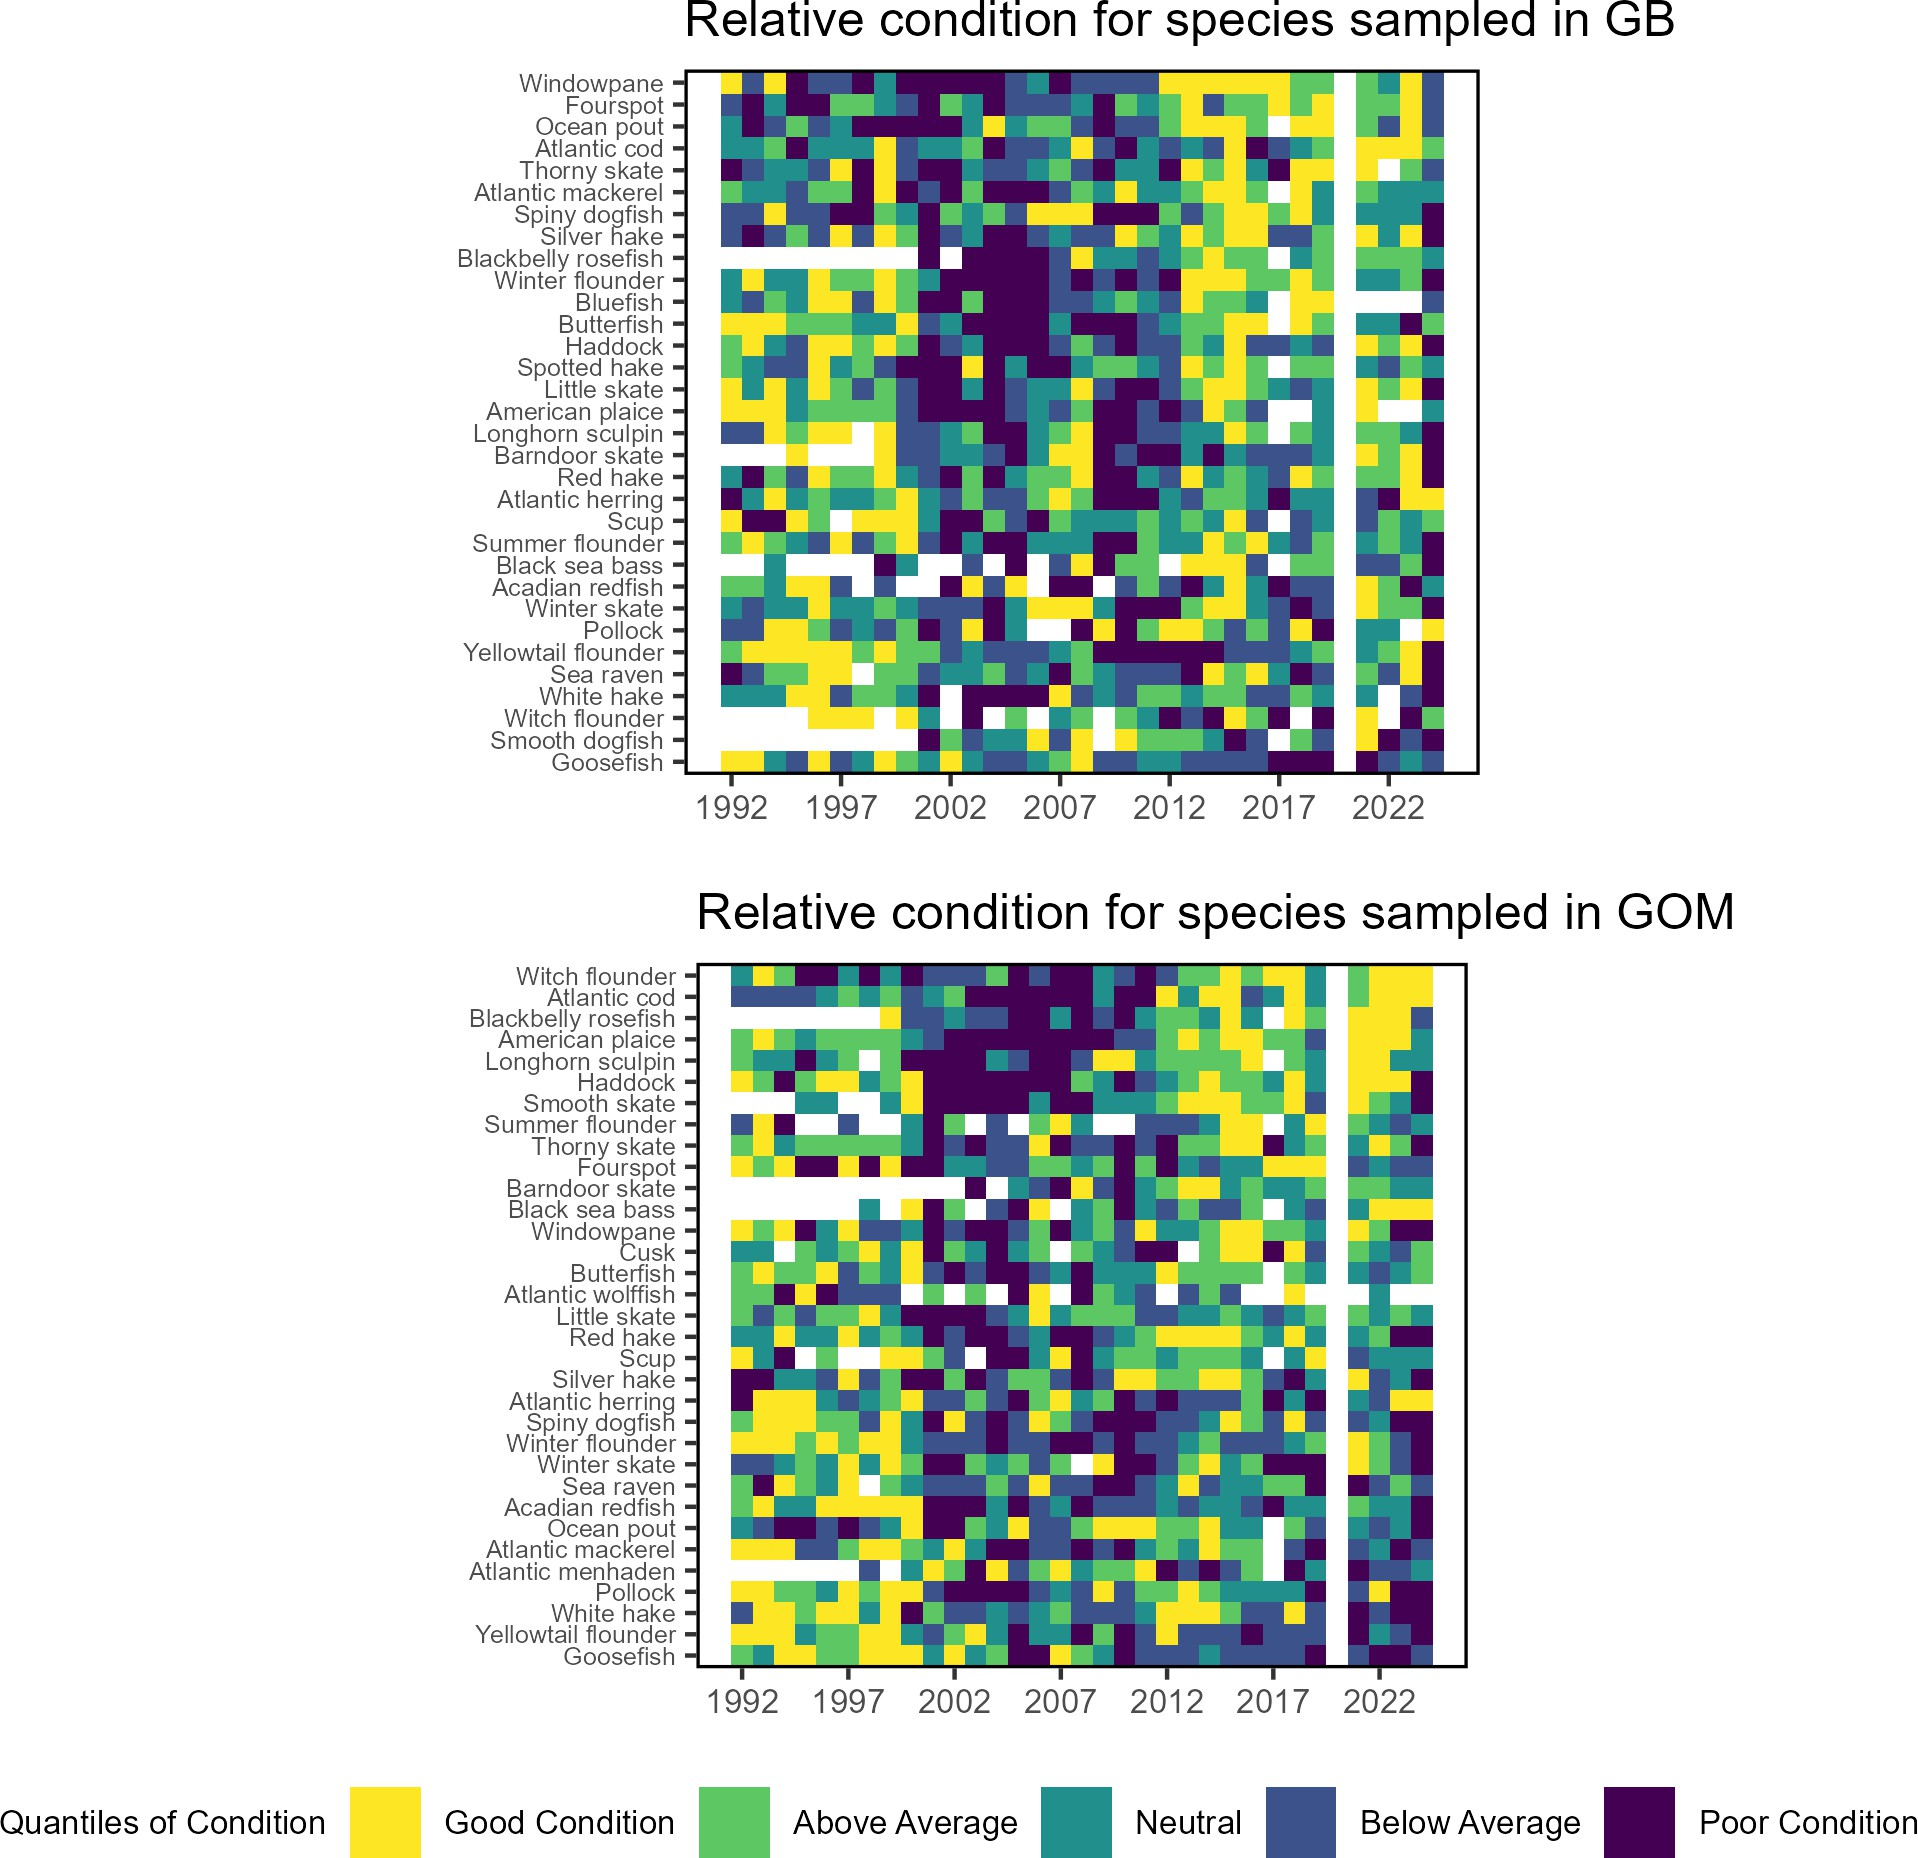 Relative condition for species sampled in GB
Windowpane
Fourspot
Ocean pout
Atlantic cod
Thorny skate
Atlantic mackerel
Spiny dogfish
Silver hake
Blackbelly rosefish
Winter flounder
Bluefish
Butterfish
Haddock
Spotted hake
Little skate
American plaice
Longhorn sculpin
Barndoor skate
Red hake
Atlantic herring
Scup
Summer flounder
Black sea bass
Acadian redfish
Winter skate
Pollock
Yellowtail flounder
Sea raven
White hake
Witch flounder
Smooth dogfish
Goosefish
1992 1997 2002 2007 2012 2017 2022
Relative condition for species sampled in GOM
Witch flounder
Atlantic cod
Blackbelly rosefish
American plaice
Longhorn sculpin
Haddock
Smooth skate
Summer flounder
Thorny skate
Fourspot
Barndoor skate
Black sea bass
Windowpane
Cusk
Butterfish
Atlantic wolffish
Little skate
Red hake
Scup
Silver hake
Atlantic herring
Spiny dogfish
Winter flounder
Winter skate
Sea raven
Acadian redfish
Ocean pout
Atlantic mackerel
Atlantic menhaden
Pollock
White hake
Yellowtail flounder
Goosefish
1992 1997 2002 2007 2012 2017 2022
Quantiles of Condition Good Condition Above Average Neutral Below Average Poor Condition